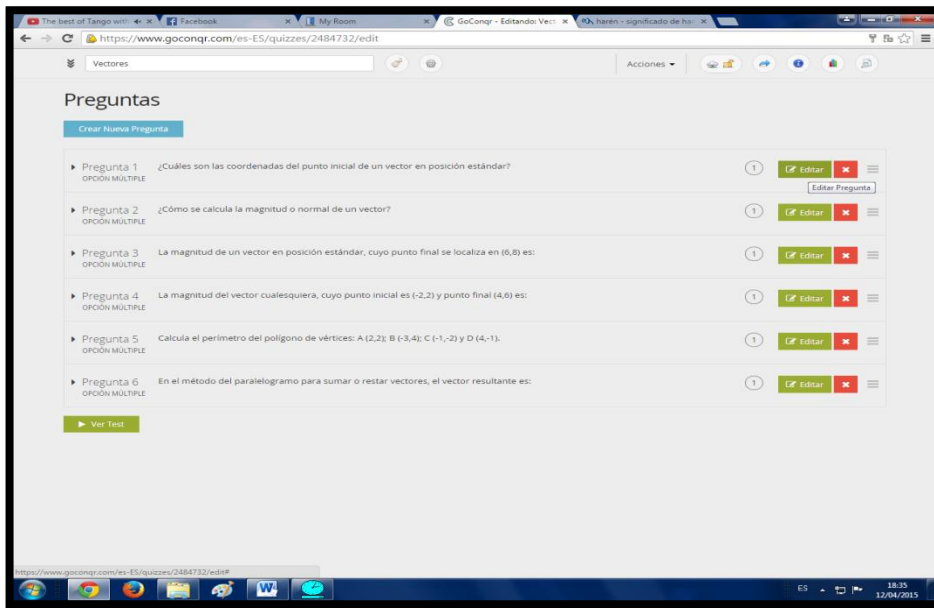 The best of Tango with
Facebook
My Room
GoConqr - Editando: Vect
harén - significado de ha
https://www.goconqr.com/es-ES/quizzes/2484732/edit
Vectores
Acciones
Preguntas
Crear Nueva Pregunta
Pregunta 1 ¿Cuáles son las coordenadas del punto inicial de un vector en posición estándar? 1 Editar
OPCIÓN MÚLTIPLE
Editar Pregunta
Pregunta 2 ¿Cómo se calcula la magnitud o normal de un vector? 1 Editar
OPCIÓN MÚLTIPLE
Pregunta 3 La magnitud de un vector en posición estándar, cuyo punto final se localiza en (6,8) es: 1 Editar
OPCIÓN MÚLTIPLE
Pregunta 4 La magnitud del vector cualesquiera, cuyo punto inicial es (-2,2) y punto final (4,6) es: 1 Editar
OPCIÓN MÚLTIPLE
Pregunta 5 Calcula el perímetro del polígono de vértices: A (2,2); B (-3,4); C (-1,-2) y D (4,-1). 1 Editar
OPCIÓN MÚLTIPLE
Pregunta 6 En el método del paralelogramo para sumar o restar vectores, el vector resultante es: 1 Editar
OPCIÓN MÚLTIPLE
Ver Test
https://www.goconqr.com/es-ES/quizzes/2484732/edit#
ES
18:35
12/04/2015